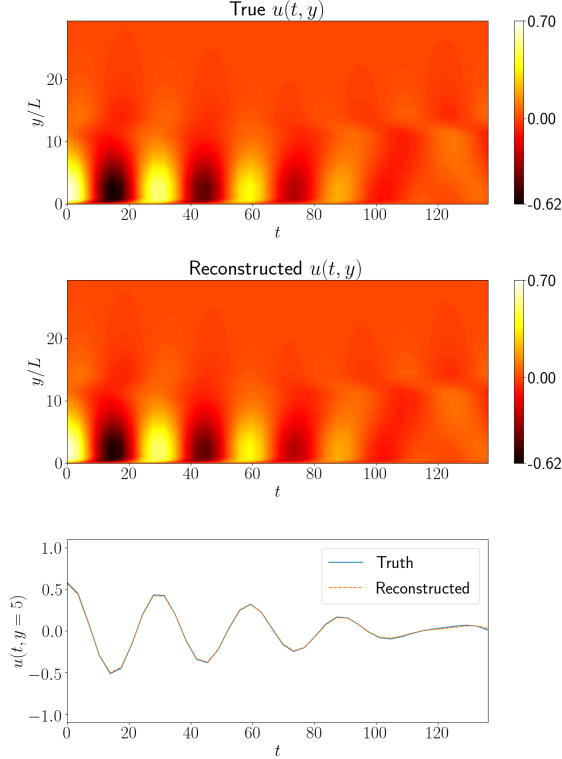 True u(t, y)
y/L
20
10
0
0 20 40 60 80 100 120
t
0.70
0.00
-0.62
Reconstructed u(t, y)
y/L
20
10
0
0 20 40 60 80 100 120
t
0.70
0.00
-0.62
u(t, y = 5)
1.0
0.5
0.0
−0.5
−1.0
Truth
Reconstructed
0 20 40 60 80 100 120
t